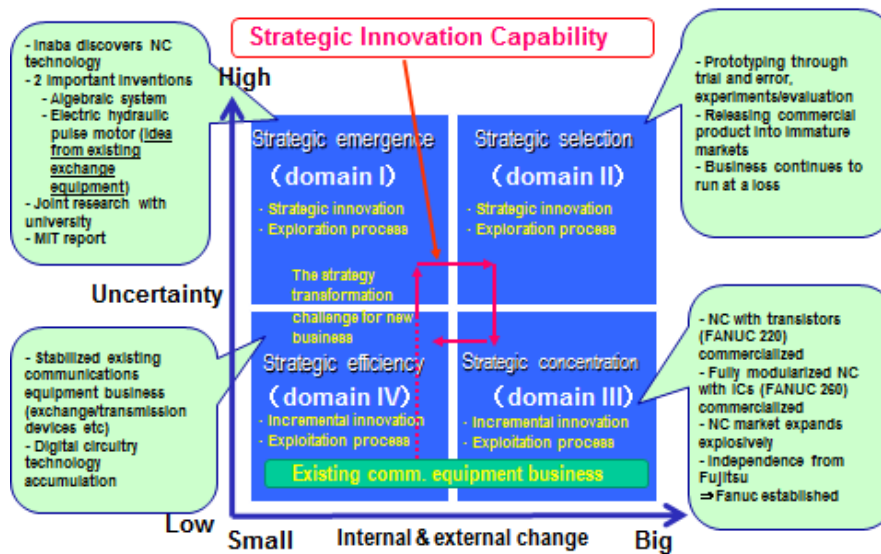 Strategic Innovation Capability
- Inaba discovers NC
technology
- 2 Important Inventions
- Algebraic system
- Electric hydraulic
pulse motor (idea
from existing
exchange
equipment)
- Joint research with
university
- MIT report
High
- Prototyping through
trial and error,
experiments/evaluation
- Releasing commercial
product into immature
markets
- Business continues to
run at a loss
Strategic emergence
(domain I)
- Strategic innovation
- Exploration process
Strategic selection
(domain II)
- Strategic innovation
- Exploration process
The strategy
transformation
challenge for new
business
Uncertainty
- Stabilized existing
communications
equipment business
(exchange/transmission
devices etc)
- Digital circuitry
technology
accumulation
Strategic efficiency
(domain IV)
- Incremental innovation
- Exploitation process
Strategic concentration
(domain III)
- Incremental innovation
- Exploitation process
- NC with transistors
(FANUC 220)
commercialized
- Fully modularized NC
with ICs (FANUC 260)
commercialized
- NC market expands
explosively
- Independence from
Fujitsu
⇒ Fanuc established
Existing comm. equipment business
Low
Small
Internal & external change
Big